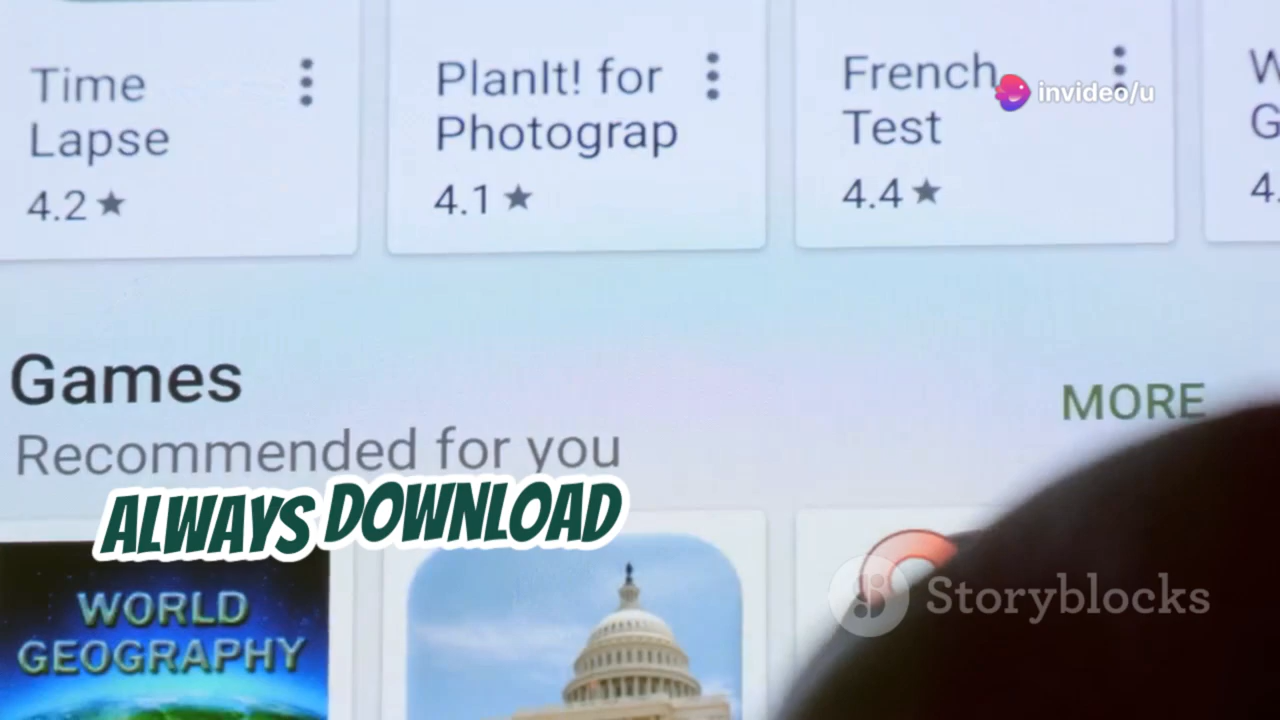 Time
Lapse
4.2★
PlanIt! for
Photograp
4.1★
French
Test
4.4★
W
G
4.
invideo/u
Games
Recommended for you
MORE
ALWAYS DOWNLOAD
WORLD
GEOGRAPHY
Storyblocks